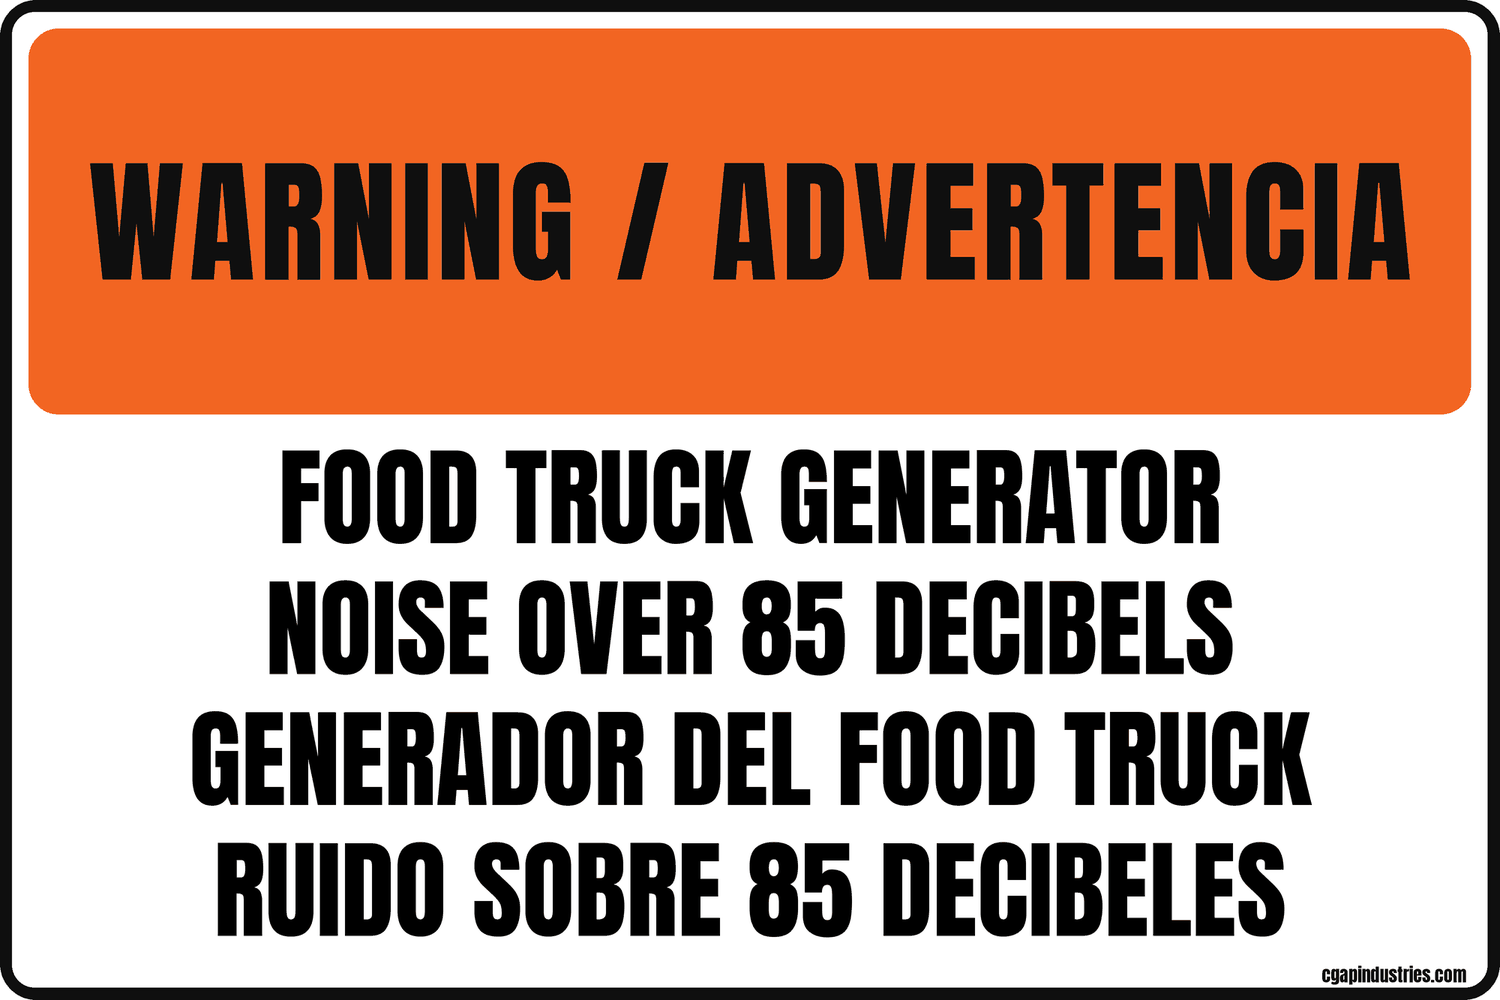 WARNING / ADVERTENCIA
FOOD TRUCK GENERATOR
NOISE OVER 85 DECIBELS
GENERADOR DEL FOOD TRUCK
RUIDO SOBRE 85 DECIBELES
cgapindustries.com